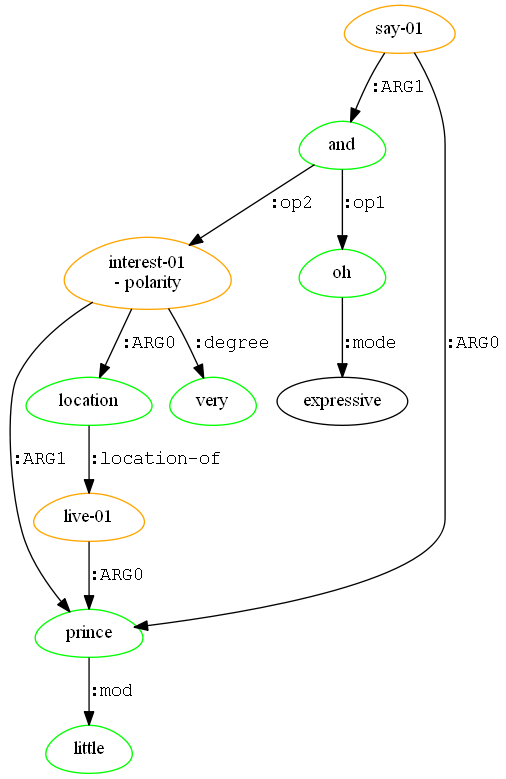 say-01
:ARG1
and
:op2
:op1
:ARG0
interest-01
- polarity
oh
:ARG0
:degree
:mode
location
very
expressive
:ARG1
:location-of
live-01
:ARG0
prince
:mod
little